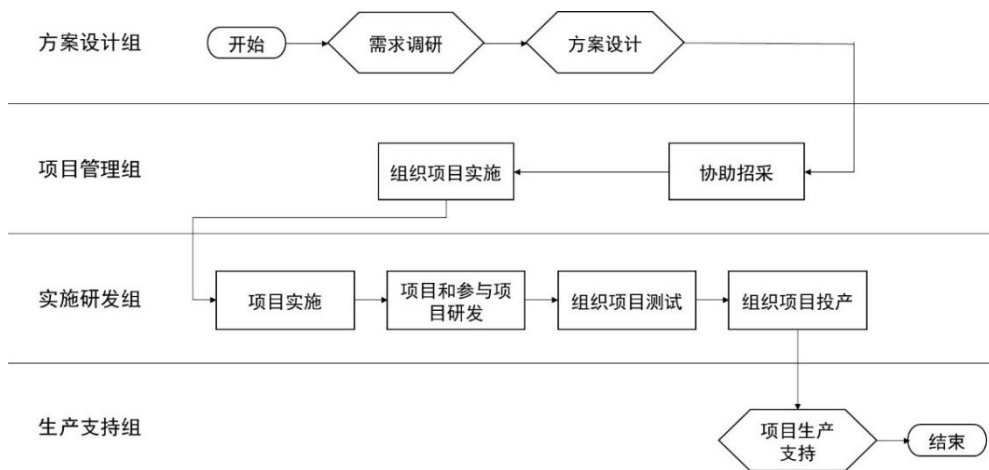 方案设计组
开始
需求调研
方案设计
项目管理组
组织项目实施
协助招采
实施研发组
项目实施
项目和参与项
目研发
组织项目测试
组织项目投产
生产支持组
项目生产
支持
结束